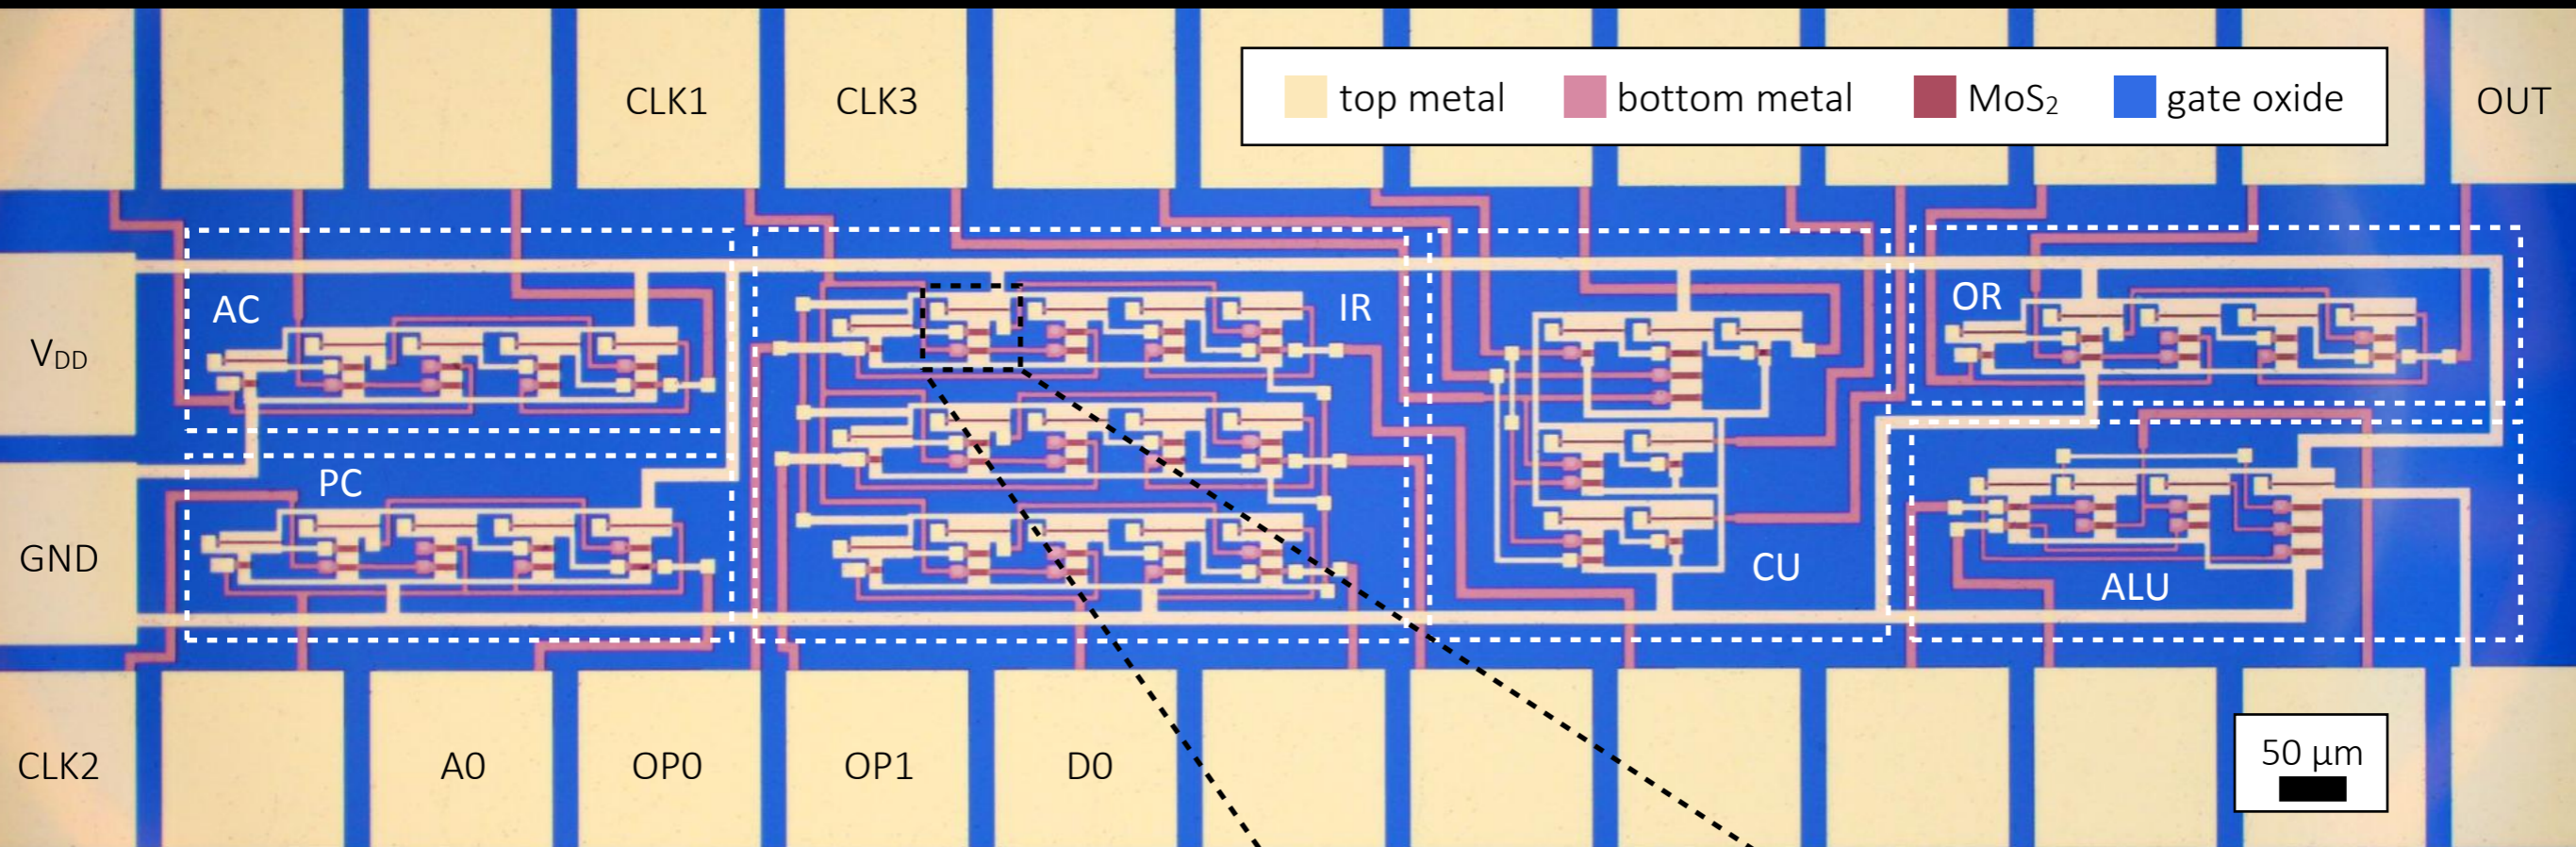 CLK1
CLK3
top metal
bottom metal
MoS₂
gate oxide
OUT
AC
IR
OR
V_DD
PC
GND
CU
ALU
CLK2
A0
OP0
OP1
D0
50 µm